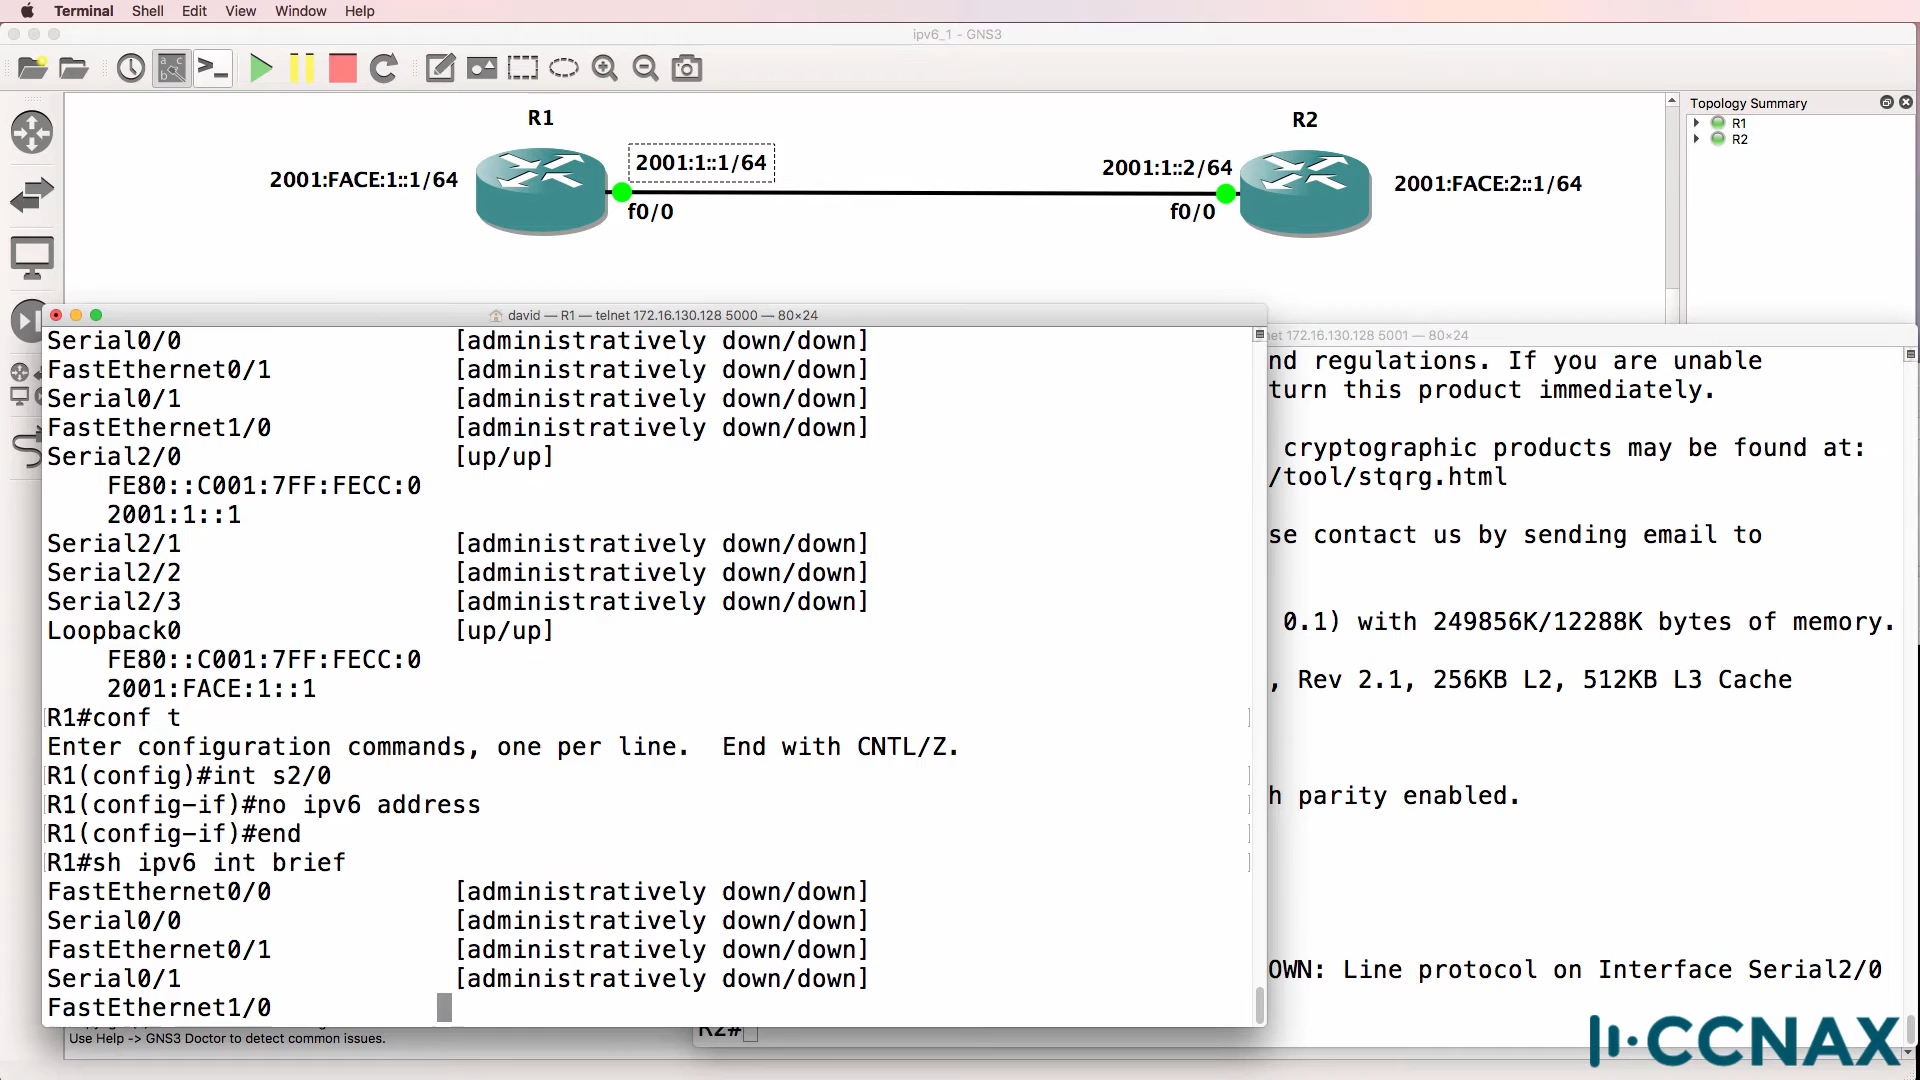 Terminal Shell Edit View Window Help
ipv6_1 - GNS3
R1
R2
2001:FACE:1::1/64
2001:1::1/64
2001:1::2/64
2001:FACE:2::1/64
f0/0
f0/0
Topology Summary
R1
R2
david — R1 — telnet 172.16.130.128 5000 — 80×24
Serial0/0 [administratively down/down]
FastEthernet0/1 [administratively down/down]
Serial0/1 [administratively down/down]
FastEthernet1/0 [administratively down/down]
Serial2/0 [up/up]
FE80::C001:7FF:FECC:0
2001:1::1
Serial2/1 [administratively down/down]
Serial2/2 [administratively down/down]
Serial2/3 [administratively down/down]
Loopback0 [up/up]
FE80::C001:7FF:FECC:0
2001:FACE:1::1
R1#conf t
Enter configuration commands, one per line.  End with CNTL/Z.
R1(config)#int s2/0
R1(config-if)#no ipv6 address
R1(config-if)#end
R1#sh ipv6 int brief
FastEthernet0/0 [administratively down/down]
Serial0/0 [administratively down/down]
FastEthernet0/1 [administratively down/down]
Serial0/1 [administratively down/down]
FastEthernet1/0
172.16.130.128 5001 — 80×24
nd regulations. If you are unable
turn this product immediately.
cryptographic products may be found at:
/tool/stqrg.html
se contact us by sending email to
0.1) with 249856K/12288K bytes of memory.
, Rev 2.1, 256KB L2, 512KB L3 Cache
h parity enabled.
OWN: Line protocol on Interface Serial2/0
R2#
Use Help -> GNS3 Doctor to detect common issues.
CCNAX